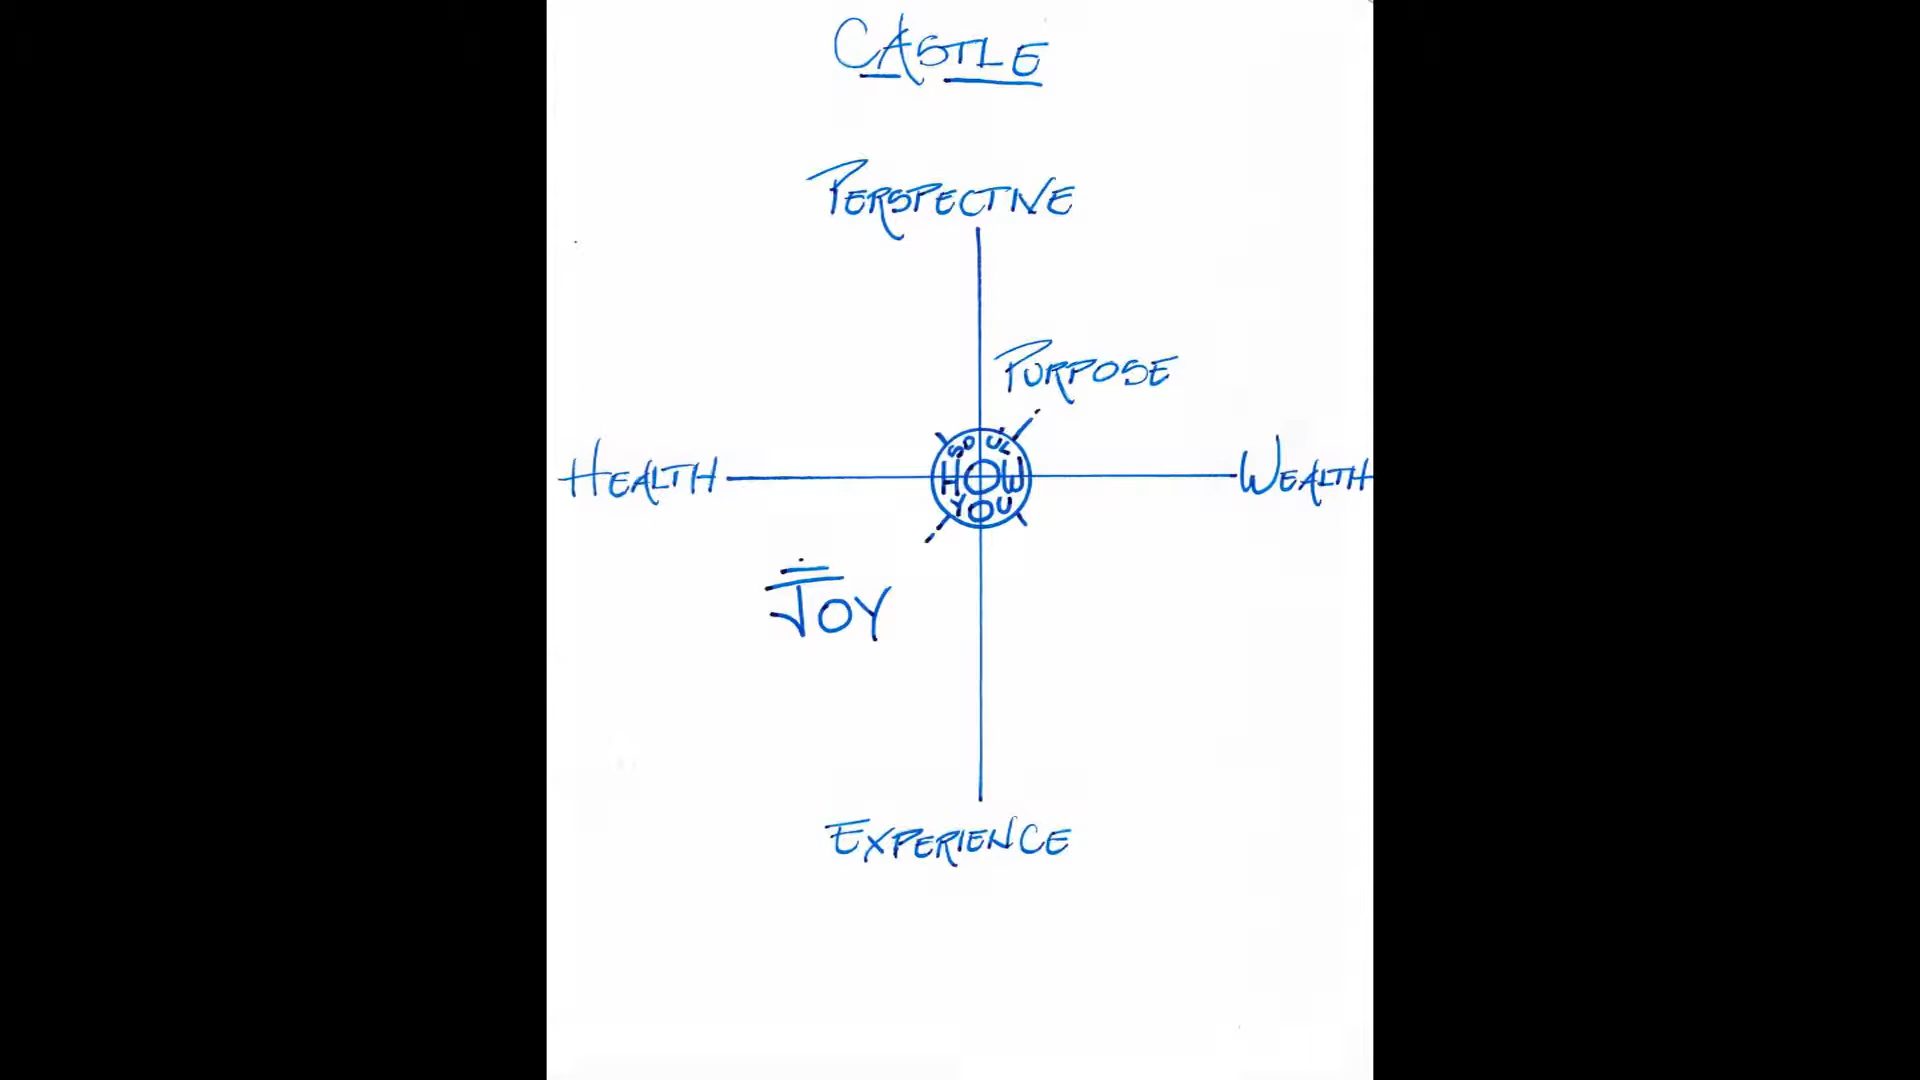 CASTLE
PERSPECTIVE
PURPOSE
SOUL
HEALTH HOW WEALTH
YOU
JOY
EXPERIENCE